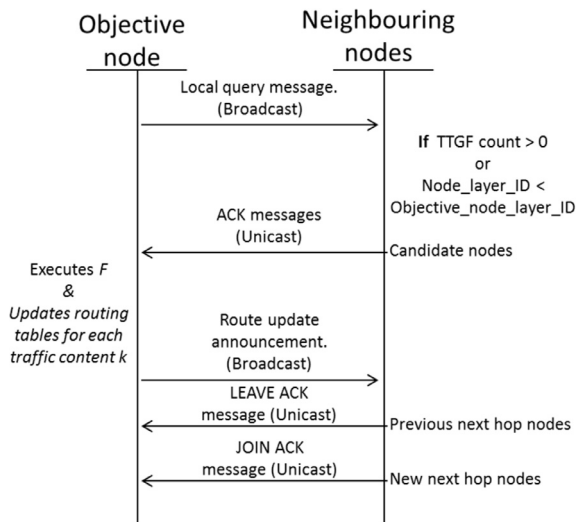 Objective
node
Neighbouring
nodes
Local query message.
(Broadcast)
If TTGF count > 0
or
Node_layer_ID <
Objective_node_layer_ID
ACK messages
(Unicast)
Candidate nodes
Executes F
&
Updates routing
tables for each
traffic content k
Route update
announcement.
(Broadcast)
LEAVE ACK
message (Unicast)
Previous next hop nodes
JOIN ACK
message (Unicast)
New next hop nodes